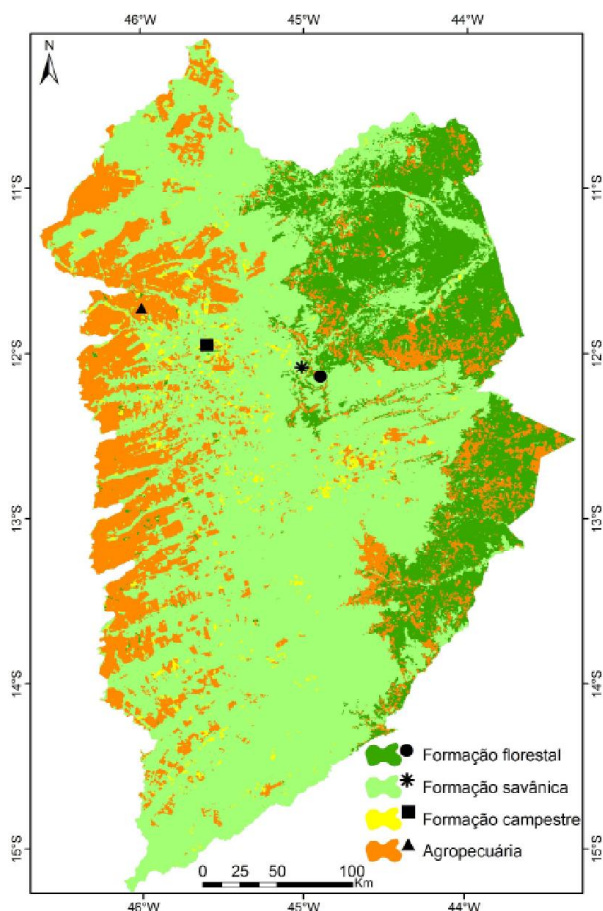 46°W 45°W 44°W
N
11°S 11°S
12°S 12°S
13°S 13°S
14°S 14°S
Formação florestal
Formação savânica
Formação campestre
Agropecuária
15°S 15°S
0 25 50 100
Km
46°W 45°W 44°W